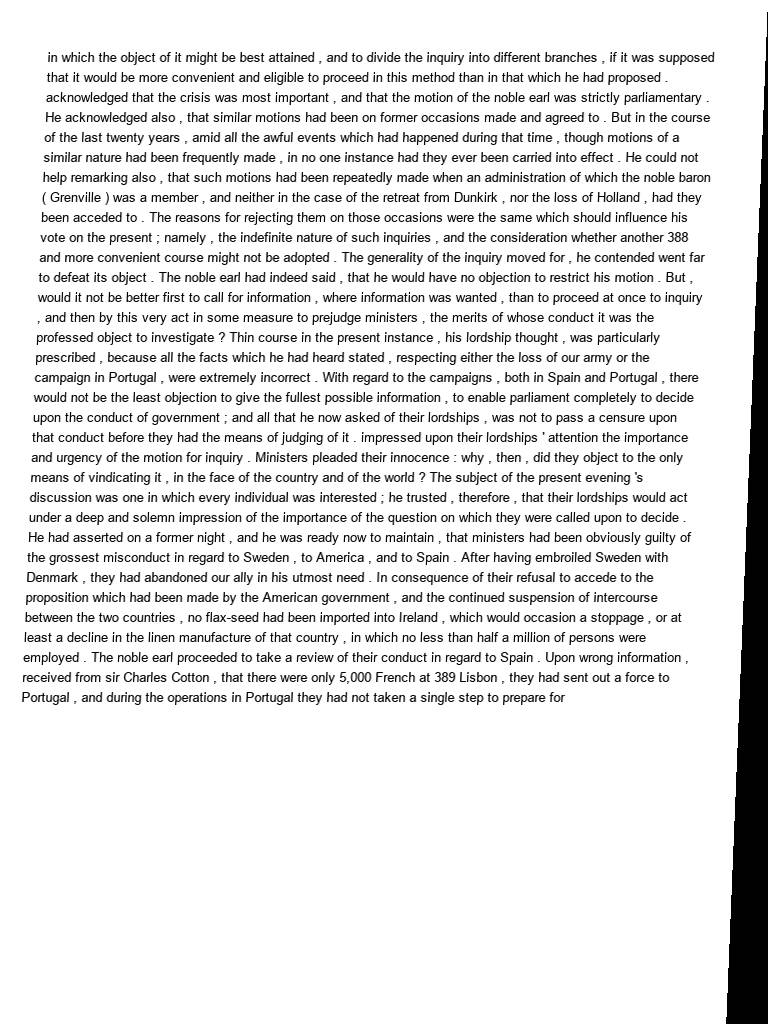 in which the object of it might be best attained , and to divide the inquiry into different branches , if it was supposed
that it would be more convenient and eligible to proceed in this method than in that which he had proposed .
acknowledged that the crisis was most important , and that the motion of the noble earl was strictly parliamentary .
He acknowledged also , that similar motions had been on former occasions made and agreed to . But in the course
of the last twenty years , amid all the awful events which had happened during that time , though motions of a
similar nature had been frequently made , in no one instance had they ever been carried into effect . He could not
help remarking also , that such motions had been repeatedly made when an administration of which the noble baron
( Grenville ) was a member , and neither in the case of the retreat from Dunkirk , nor the loss of Holland , had they
been acceded to . The reasons for rejecting them on those occasions were the same which should influence his
vote on the present ; namely , the indefinite nature of such inquiries , and the consideration whether another 388
and more convenient course might not be adopted . The generality of the inquiry moved for , he contended went far
to defeat its object . The noble earl had indeed said , that he would have no objection to restrict his motion . But ,
would it not be better first to call for information , where information was wanted , than to proceed at once to inquiry
, and then by this very act in some measure to prejudge ministers , the merits of whose conduct it was the
professed object to investigate ? Thin course in the present instance , his lordship thought , was particularly
prescribed , because all the facts which he had heard stated , respecting either the loss of our army or the
campaign in Portugal , were extremely incorrect . With regard to the campaigns , both in Spain and Portugal , there
would not be the least objection to give the fullest possible information , to enable parliament completely to decide
upon the conduct of government ; and all that he now asked of their lordships , was not to pass a censure upon
that conduct before they had the means of judging of it . impressed upon their lordships ' attention the importance
and urgency of the motion for inquiry . Ministers pleaded their innocence : why , then , did they object to the only
means of vindicating it , in the face of the country and of the world ? The subject of the present evening 's
discussion was one in which every individual was interested ; he trusted , therefore , that their lordships would act
under a deep and solemn impression of the importance of the question on which they were called upon to decide .
He had asserted on a former night , and he was ready now to maintain , that ministers had been obviously guilty of
the grossest misconduct in regard to Sweden , to America , and to Spain . After having embroiled Sweden with
Denmark , they had abandoned our ally in his utmost need . In consequence of their refusal to accede to the
proposition which had been made by the American government , and the continued suspension of intercourse
between the two countries , no flax-seed had been imported into Ireland , which would occasion a stoppage , or at
least a decline in the linen manufacture of that country , in which no less than half a million of persons were
employed . The noble earl proceeded to take a review of their conduct in regard to Spain . Upon wrong information ,
received from sir Charles Cotton , that there were only 5,000 French at 389 Lisbon , they had sent out a force to
Portugal , and during the operations in Portugal they had not taken a single step to prepare for